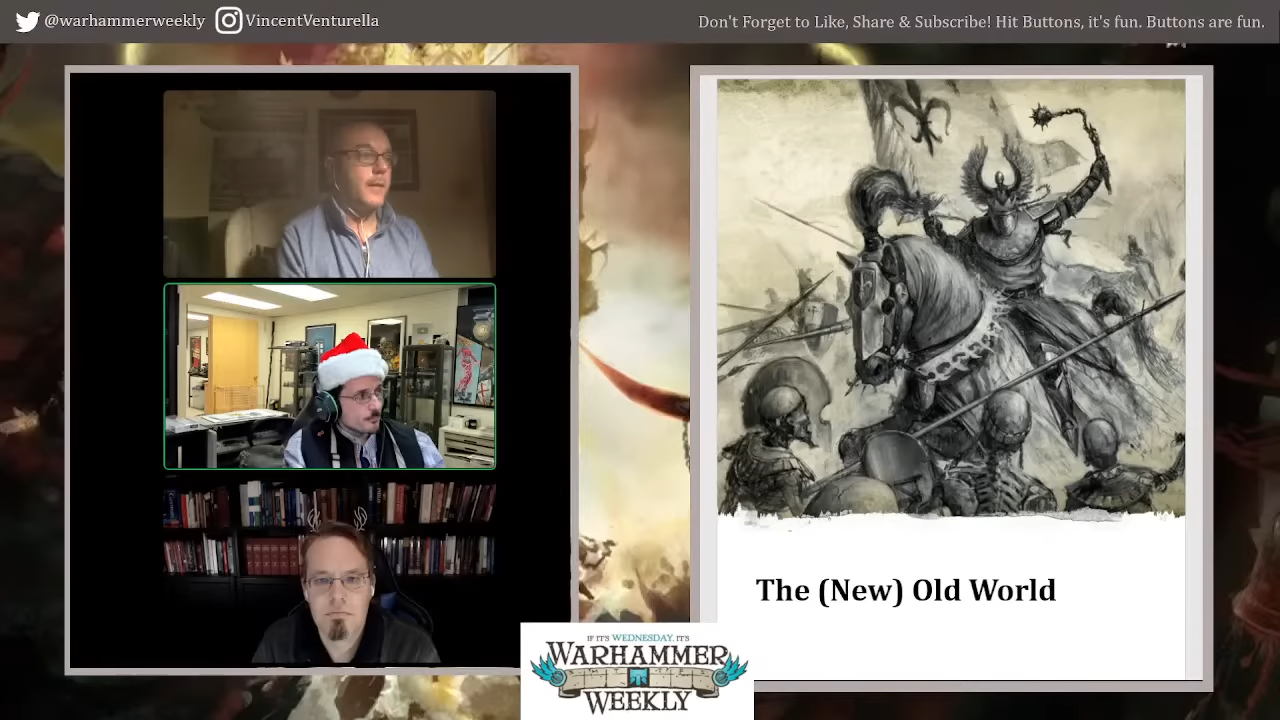 @warhammerweekly VincentVenturella
Don't Forget to Like, Share & Subscribe! Hit Buttons, it's fun. Buttons are fun.
The (New) Old World
IF IT'S WEDNESDAY, IT'S
WARHAMMER
WEEKLY